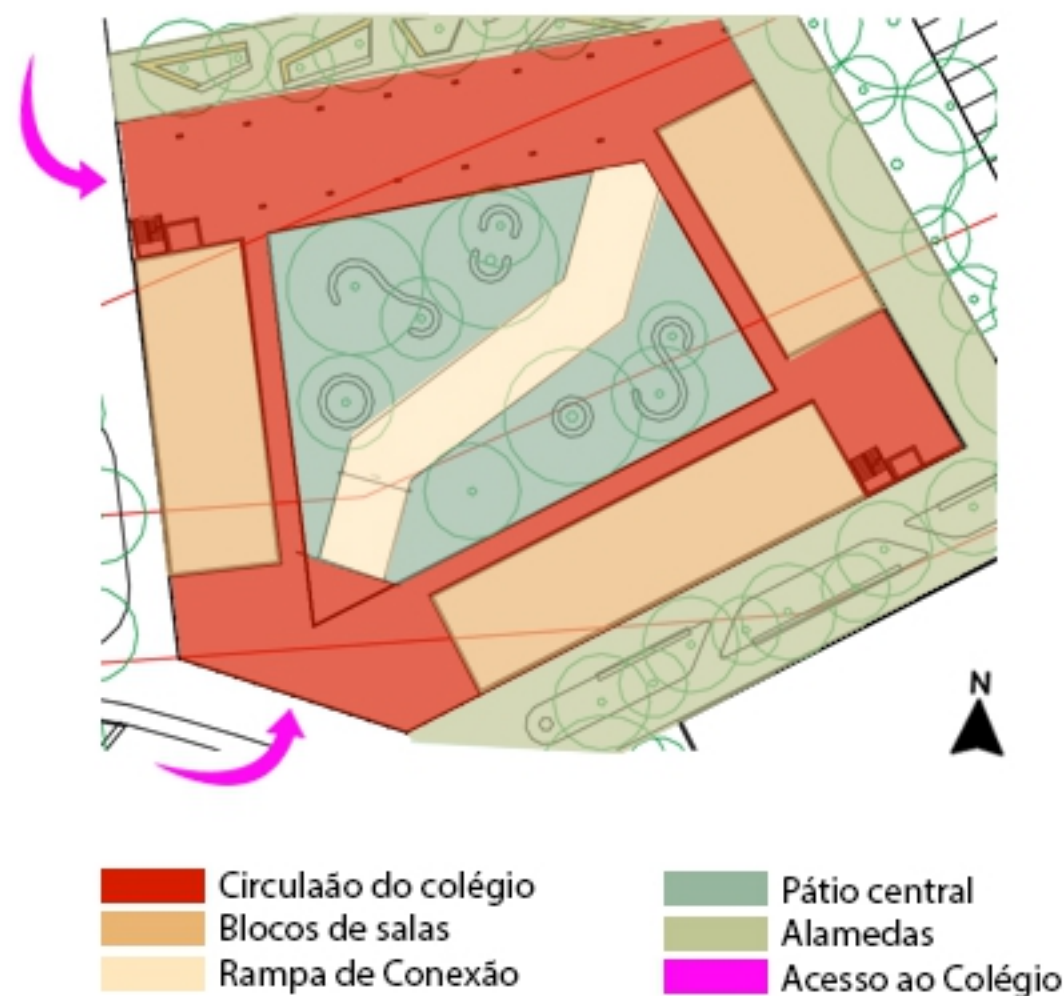 N
Circulaão do colégio
Blocos de salas
Rampa de Conexão
Pátio central
Alamedas
Acesso ao Colégio